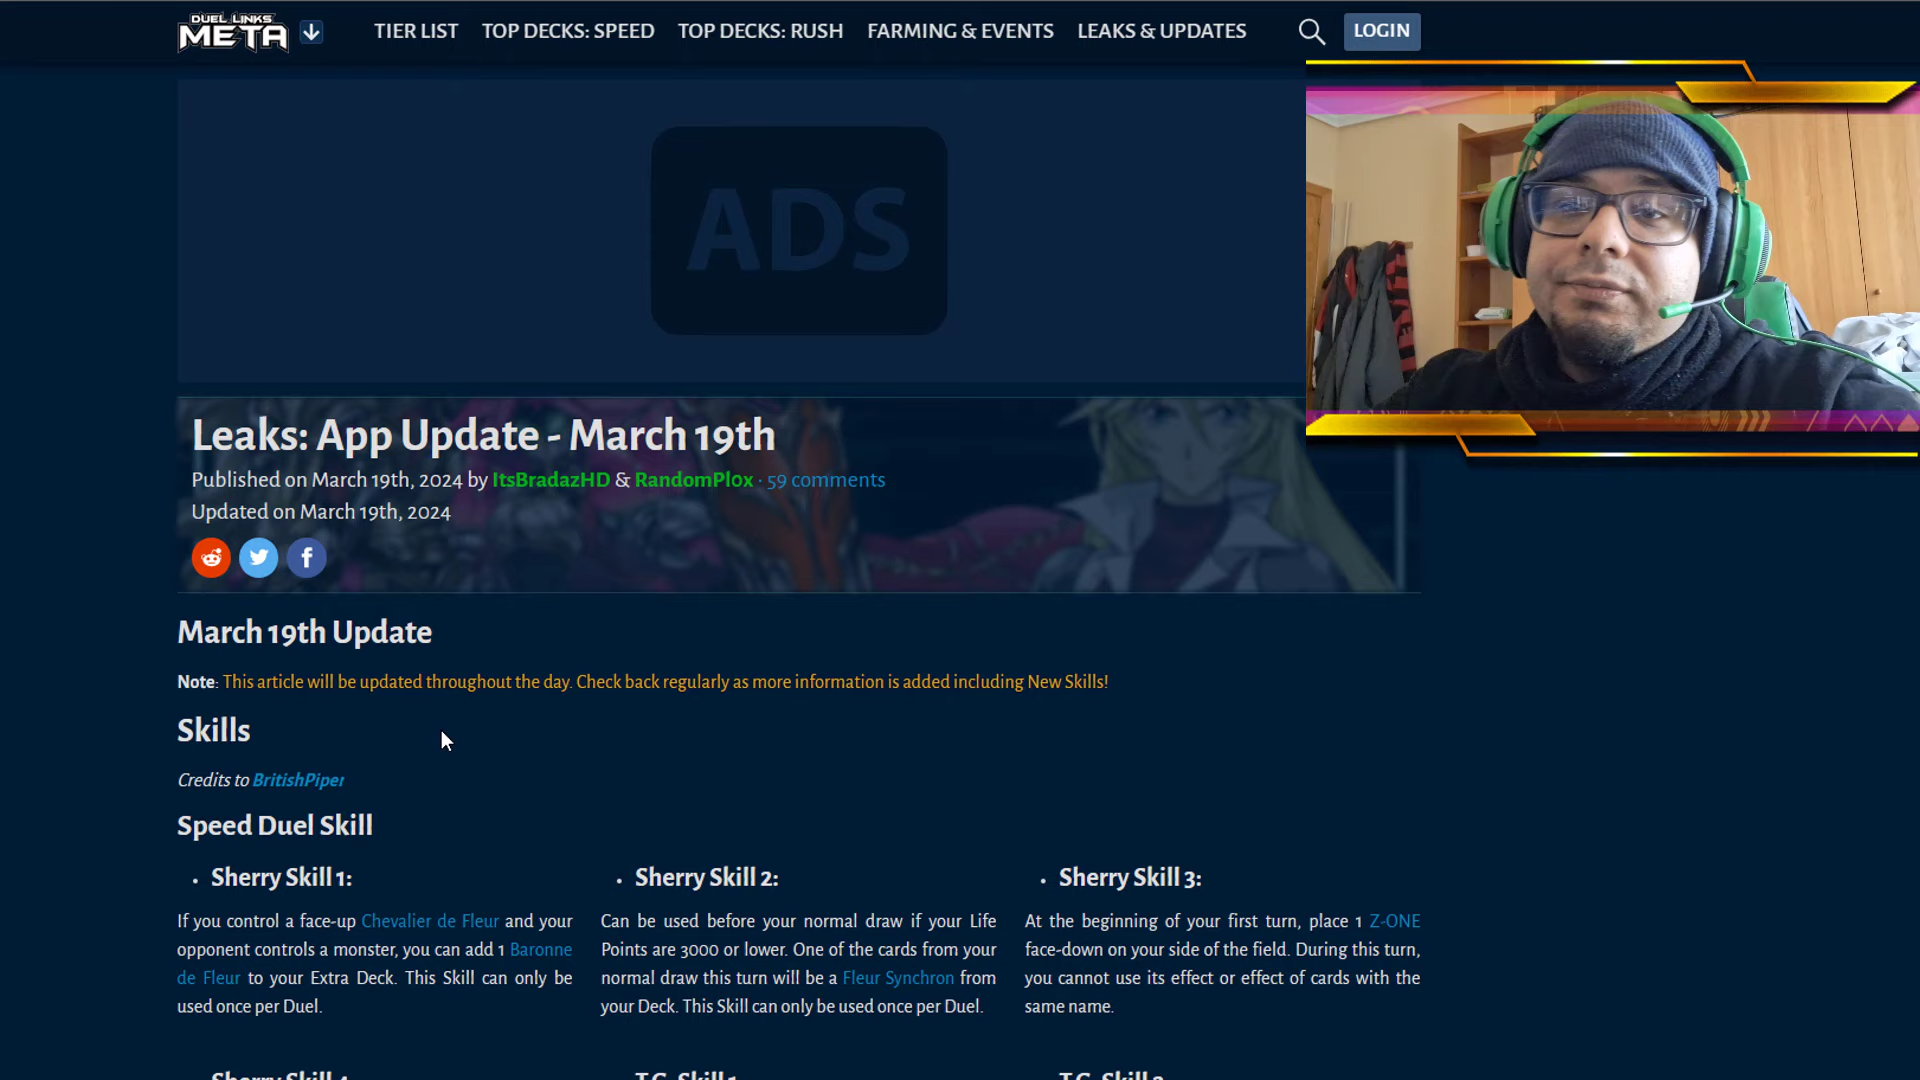 DUEL LINKS
META
TIER LIST
TOP DECKS: SPEED
TOP DECKS: RUSH
FARMING & EVENTS
LEAKS & UPDATES
LOGIN
ADS
Leaks: App Update - March 19th
Published on March 19th, 2024 by ItsBradazHD & RandomPl0x · 59 comments
Updated on March 19th, 2024
March 19th Update
Note: This article will be updated throughout the day. Check back regularly as more information is added including New Skills!
Skills
Credits to BritishPiper
Speed Duel Skill
• Sherry Skill 1:
If you control a face-up Chevalier de Fleur and your
opponent controls a monster, you can add 1 Baronne
de Fleur to your Extra Deck. This Skill can only be
used once per Duel.
• Sherry Skill 2:
Can be used before your normal draw if your Life
Points are 3000 or lower. One of the cards from your
normal draw this turn will be a Fleur Synchron from
your Deck. This Skill can only be used once per Duel.
• Sherry Skill 3:
At the beginning of your first turn, place 1 Z-ONE
face-down on your side of the field. During this turn,
you cannot use its effect or effect of cards with the
same name.
Sherry Skill 4
T.G. Skill 1
T.G. Skill 2